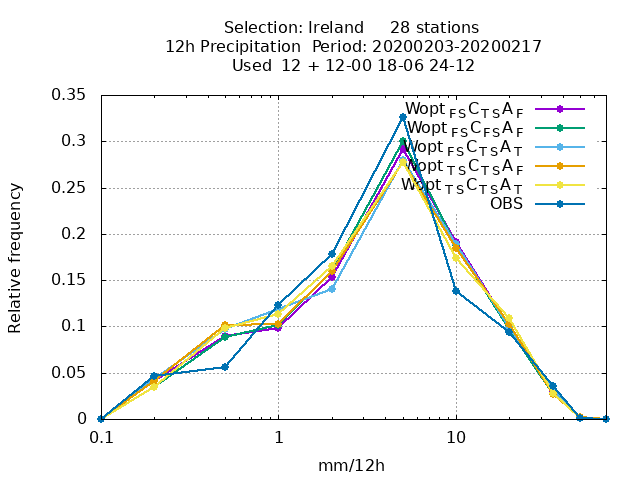 Selection: Ireland 28 stations
12h Precipitation Period: 20200203-20200217
Used 12 + 12-00 18-06 24-12
0.35
0.3
0.25
0.2
0.15
0.1
0.05
0
Relative frequency
Wopt FS C TS A F
Wopt FS C FS A F
Wopt FS C TS A T
Wopt TS C TS A F
Wopt TS C TS A T
OBS
0.1 1 10
mm/12h